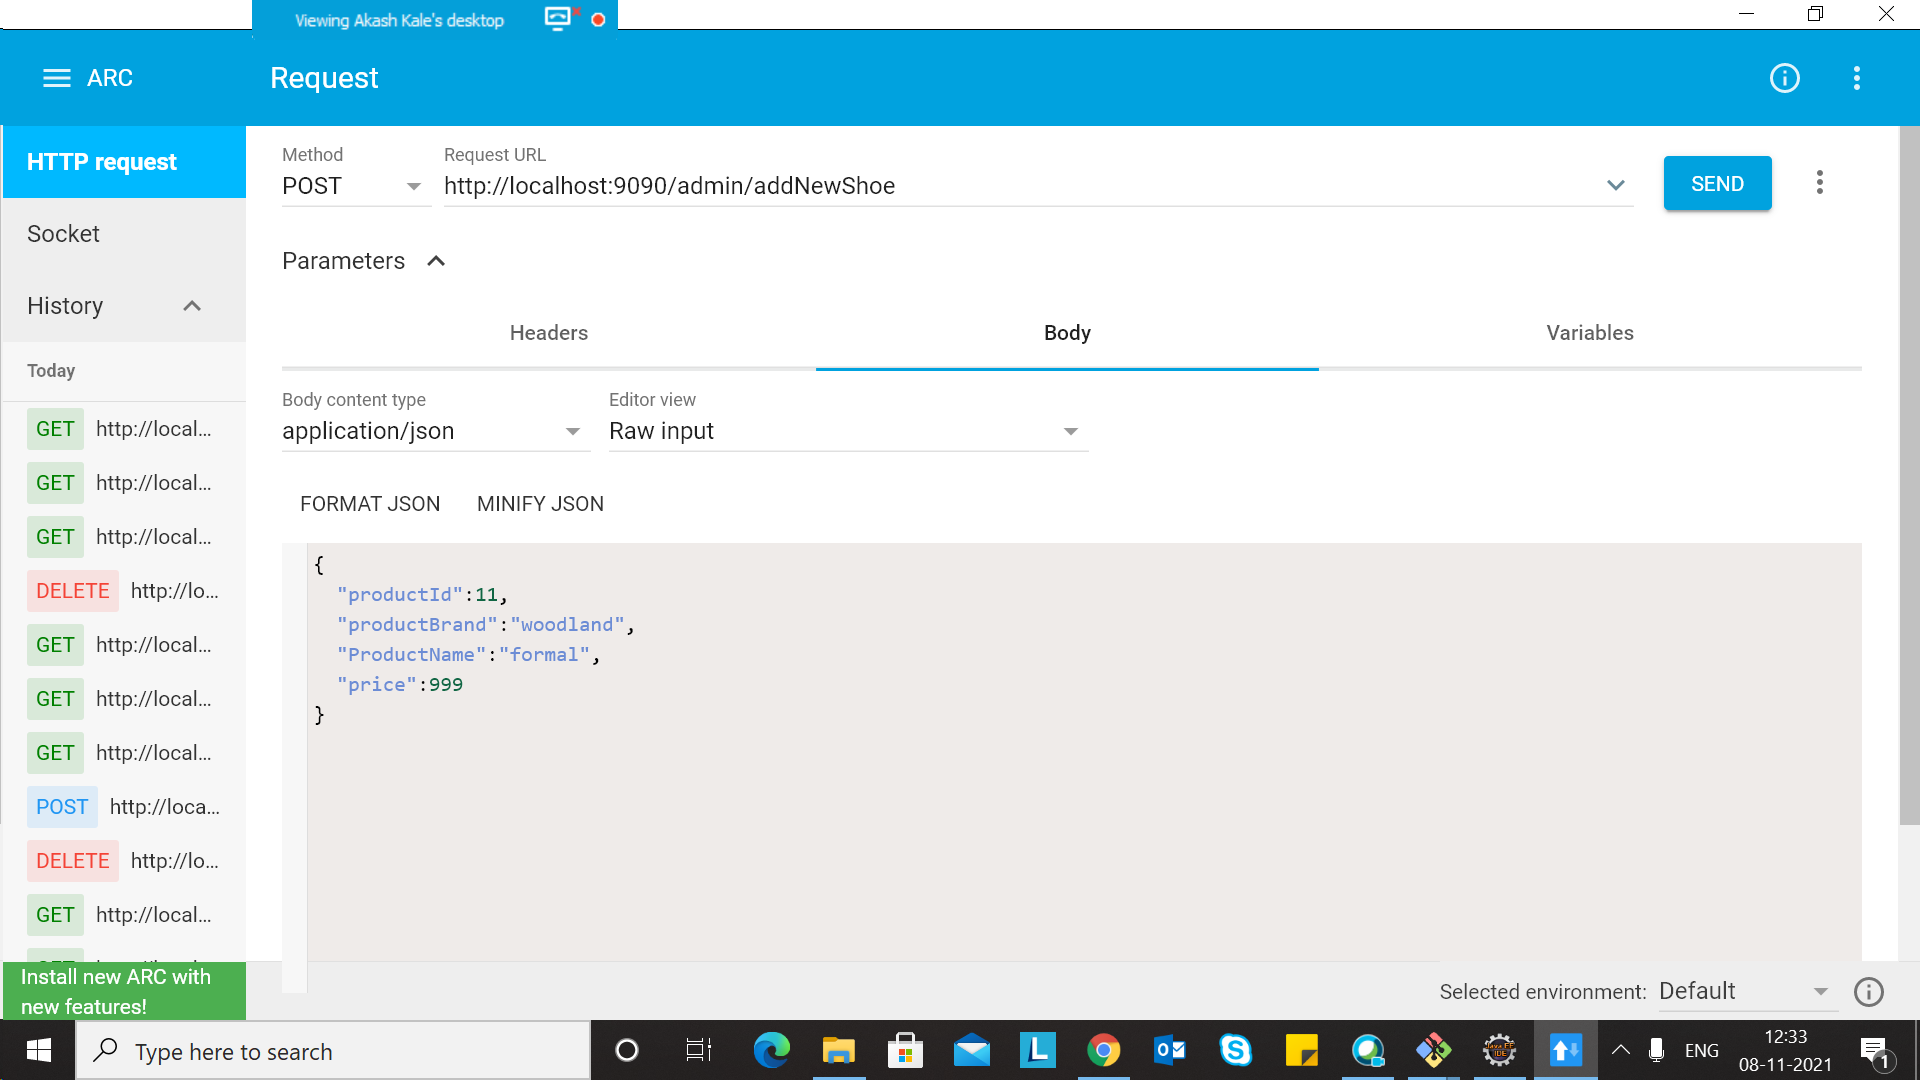 Viewing Akash Kale's desktop
ARC
Request
HTTP request
Socket
History
Today
GET http://local...
GET http://local...
GET http://local...
DELETE http://lo...
GET http://local...
GET http://local...
GET http://local...
POST http://loca...
DELETE http://lo...
GET http://local...
Install new ARC with
new features!
Method
POST
Request URL
http://localhost:9090/admin/addNewShoe
SEND
Parameters
Headers
Body
Variables
Body content type
application/json
Editor view
Raw input
FORMAT JSON
MINIFY JSON
{
"productId":11,
"productBrand":"woodland",
"ProductName":"formal",
"price":999
}
Selected environment: Default
Type here to search
L
ENG
12:33
08-11-2021
1